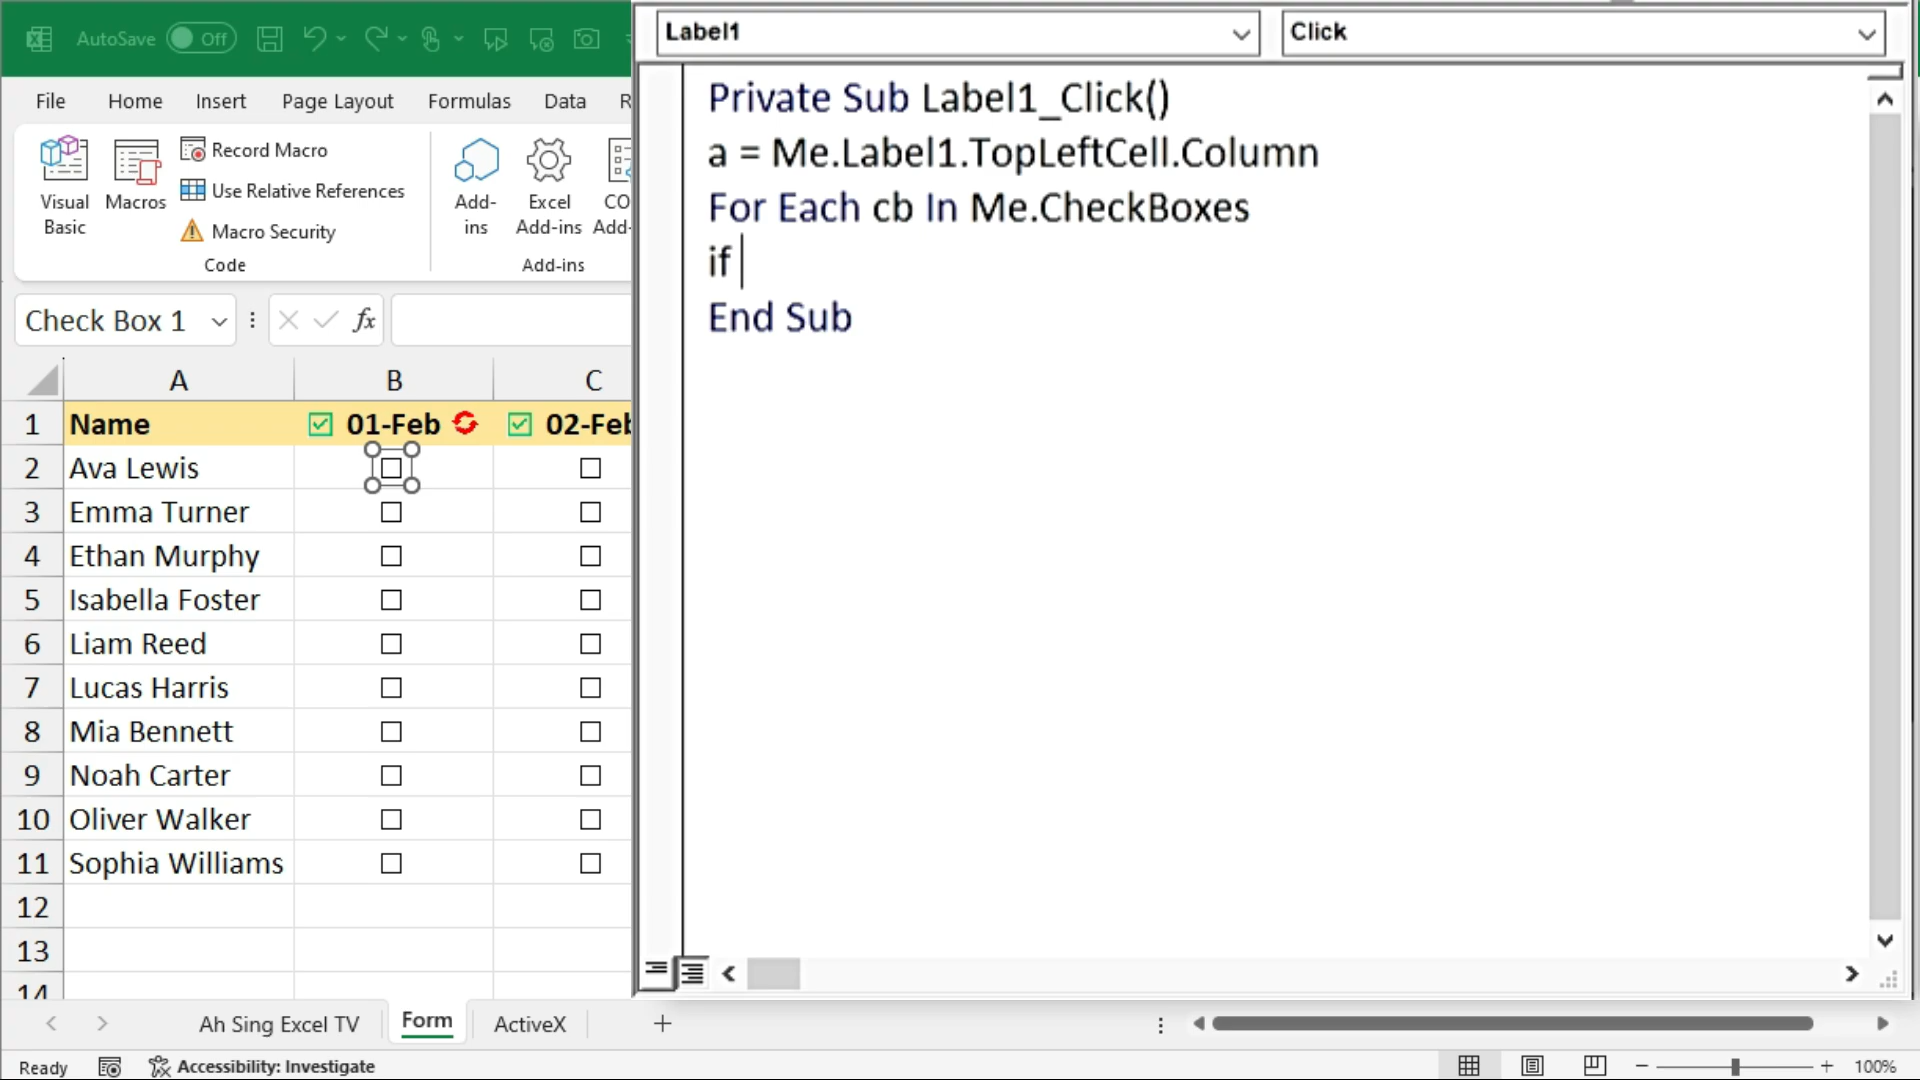 AutoSave Off
Label1
Click
File Home Insert Page Layout Formulas Data R
Private Sub Label1_Click()
a = Me.Label1.TopLeftCell.Column
For Each cb In Me.CheckBoxes
if
End Sub
Visual Basic
Macros
Record Macro
Use Relative References
Macro Security
Code
Add-ins
Excel Add-ins
CO Add-
Add-ins
Check Box 1
fx
A B C
1 Name 01-Feb 02-Feb
2 Ava Lewis
3 Emma Turner
4 Ethan Murphy
5 Isabella Foster
6 Liam Reed
7 Lucas Harris
8 Mia Bennett
9 Noah Carter
10 Oliver Walker
11 Sophia Williams
12
13
14
Ah Sing Excel TV Form ActiveX
Ready Accessibility: Investigate 100%